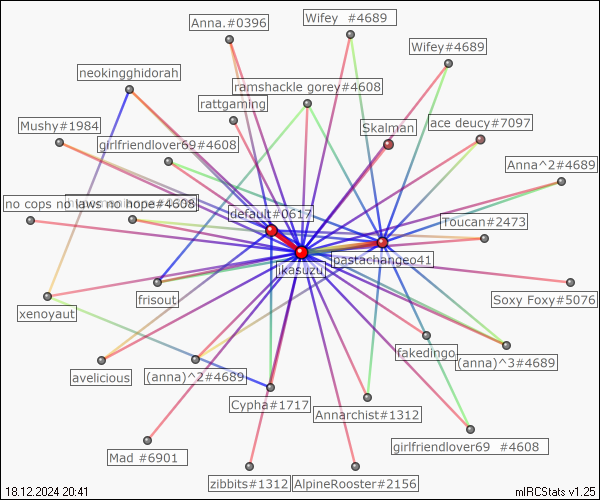 Wifey #4689
Anna.#0396
Wifey#4689
neokingghidorah
ramshackle gorey#4608
rattgaming
Mushy#1984
Skalman
ace deucy#7097
girlfriendlover69#4608
Anna^2#4689
no cops no laws no hope#4698
default#0617
Toucan#2473
jkasuzu
pastachangeo41
frisout
Soxy Foxy#5076
xenoyaut
fakedingo
(anna)^3#4689
avelicious
(anna)^2#4689
Cypha#1717
Annarchist#1312
girlfriendlover69 #4608
Mad #6901
zibbits#1312
AlpineRooster#2156
18.12.2024 20:41
mIRCStats v1.25